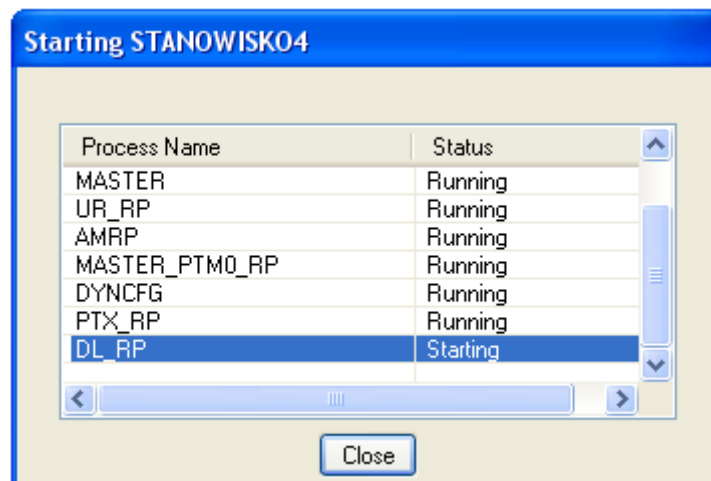 Starting STANOWISKO4
Process Name Status
MASTER Running
UR_RP Running
AMRP Running
MASTER_PTM0_RP Running
DYNCFG Running
PTX_RP Running
DL_RP Starting
Close